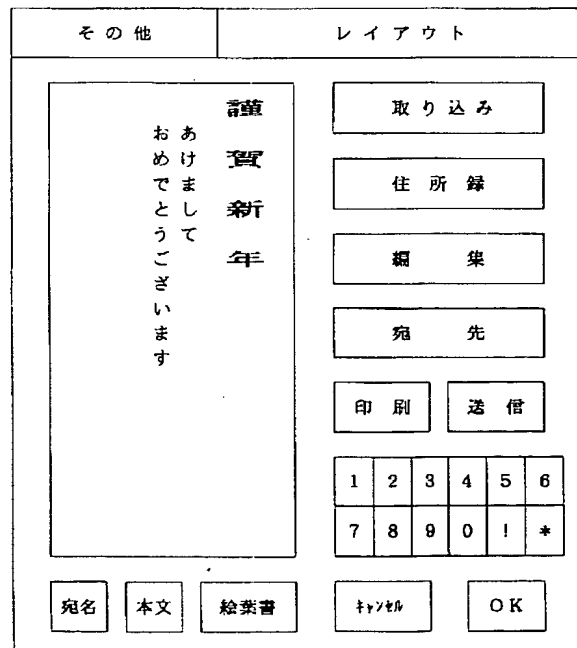 その他
レイアウト
謹賀新年
あけまして
おめでとうございます
取り込み
住所録
編集
宛先
印刷
送信
1 2 3 4 5 6
7 8 9 0 ! *
宛名
本文
絵葉書
キャンセル
OK